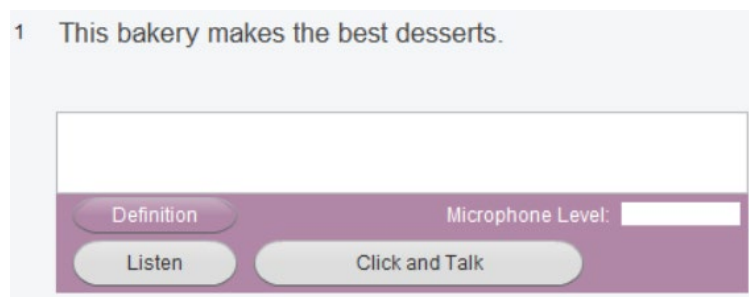 1 This bakery makes the best desserts.
Definition Microphone Level:
Listen Click and Talk